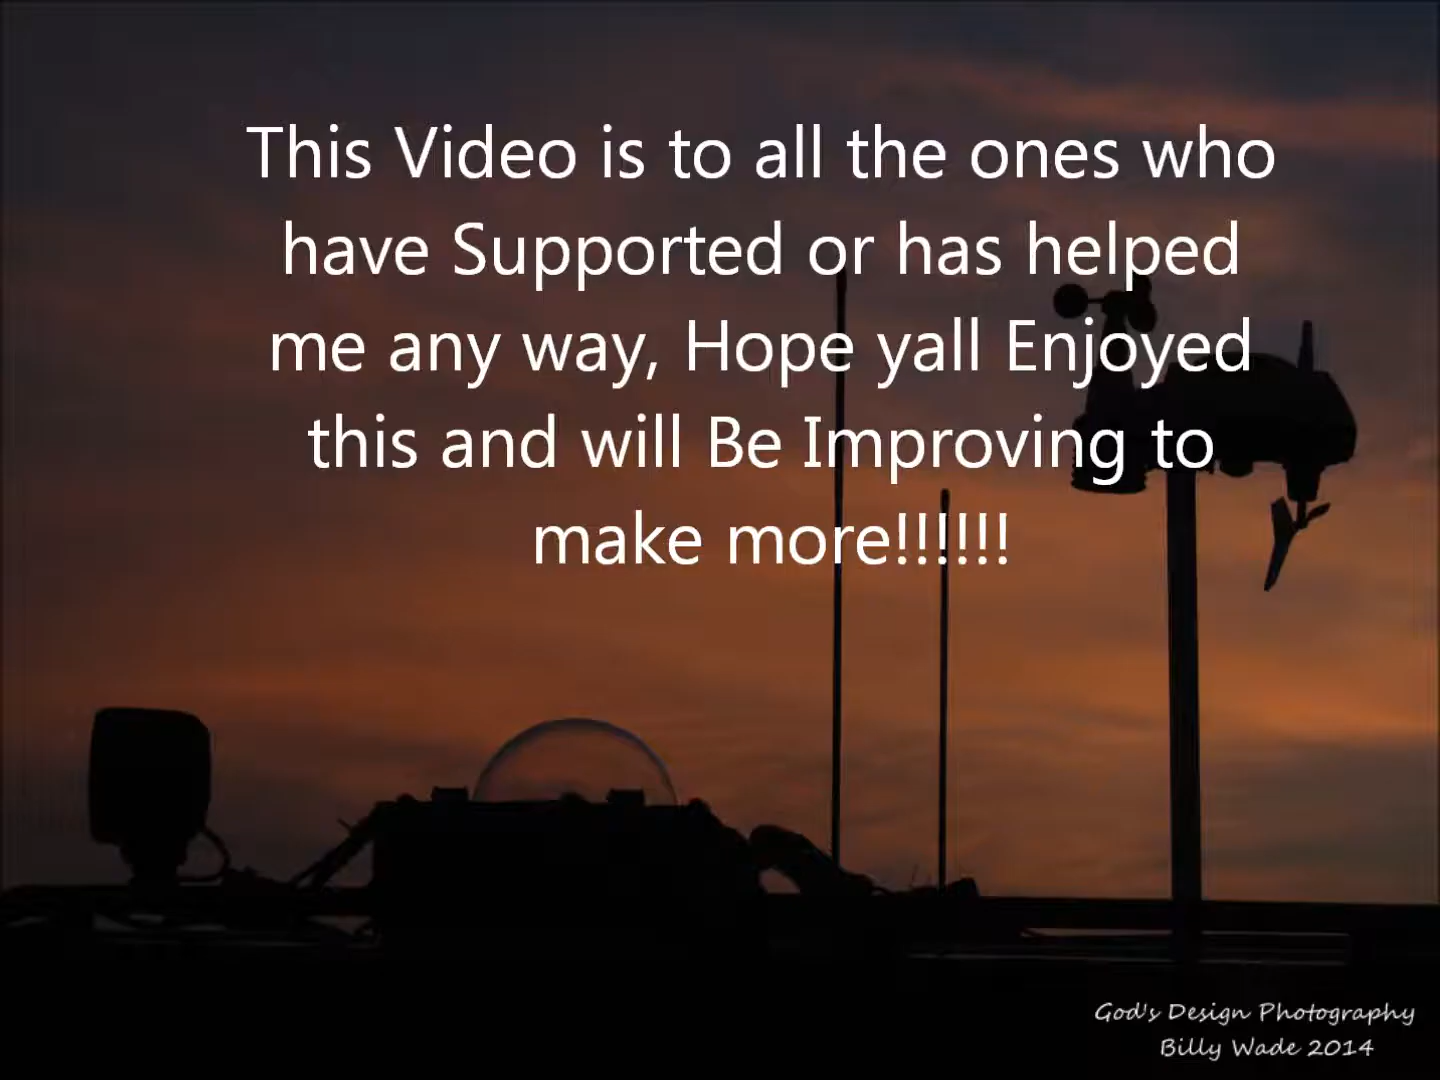 This Video is to all the ones who
have Supported or has helped
me any way, Hope yall Enjoyed
this and will Be Improving to
make more!!!!!!
God's Design Photography
Billy Wade 2014